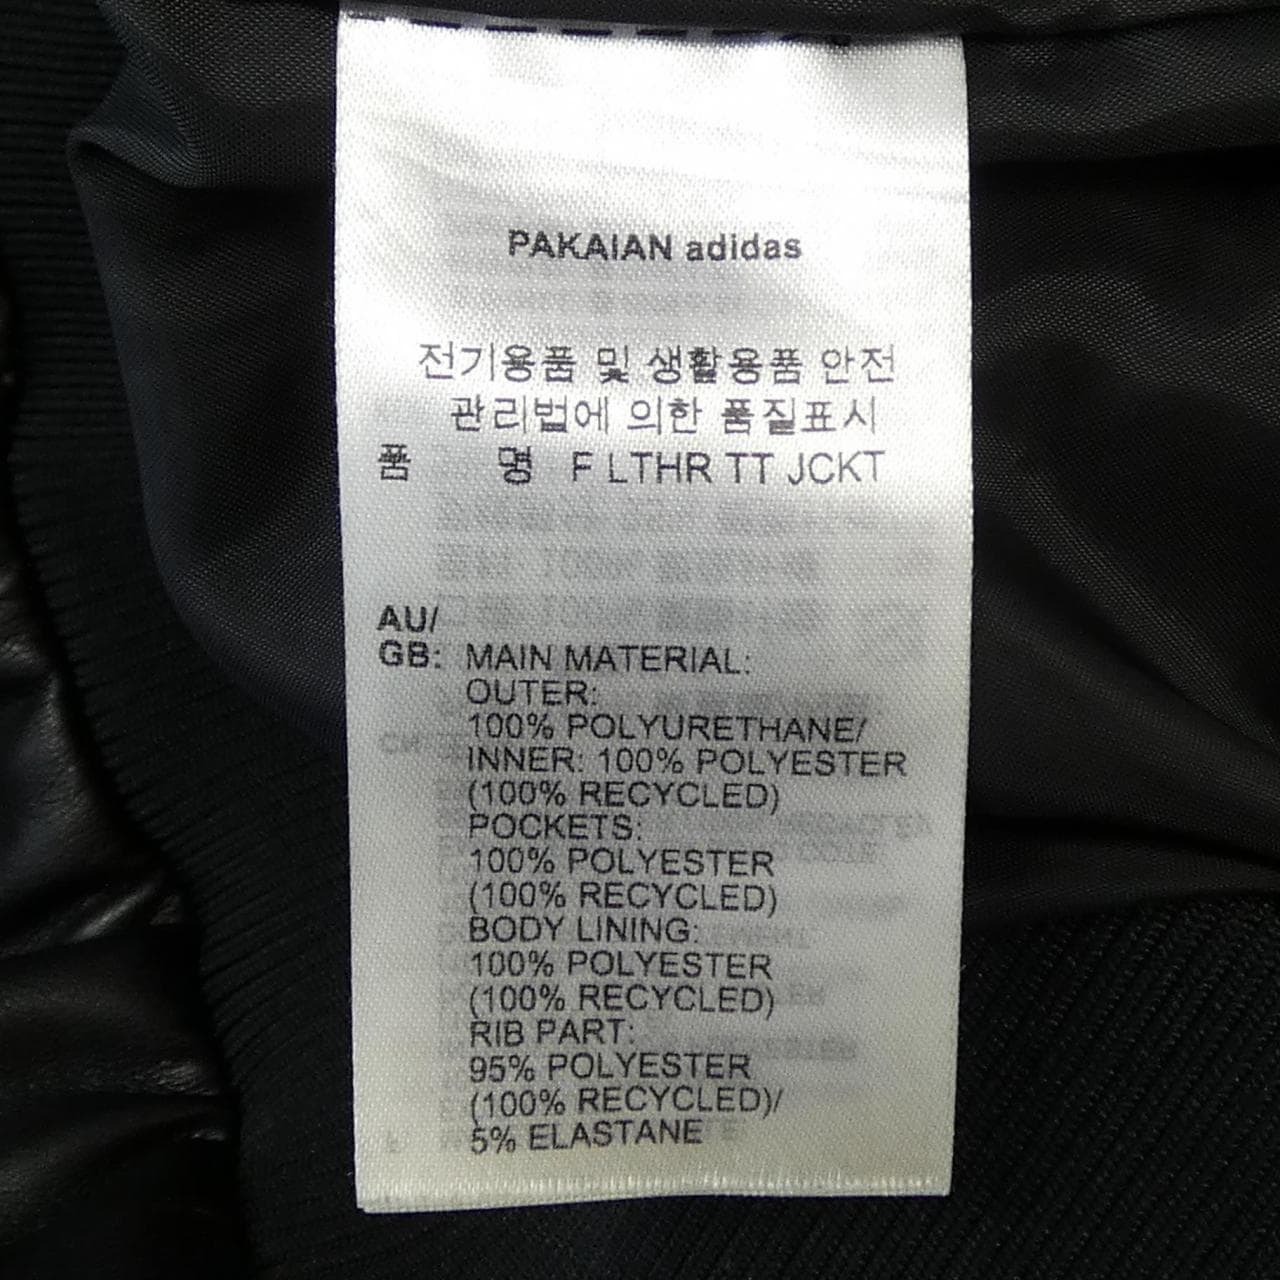 PAKAIAN adidas
전기용품 및 생활용품 안전
관리법에 의한 품질표시
품 명 F LTHR TT JCKT
AU/
GB: MAIN MATERIAL:
OUTER:
100% POLYURETHANE/
INNER: 100% POLYESTER
(100% RECYCLED)
POCKETS:
100% POLYESTER
(100% RECYCLED)
BODY LINING:
100% POLYESTER
(100% RECYCLED)
RIB PART:
95% POLYESTER
(100% RECYCLED)/
5% ELASTANE